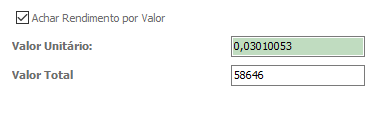 Achar Rendimento por Valor
Valor Unitário: 0,03010053
Valor Total 58646